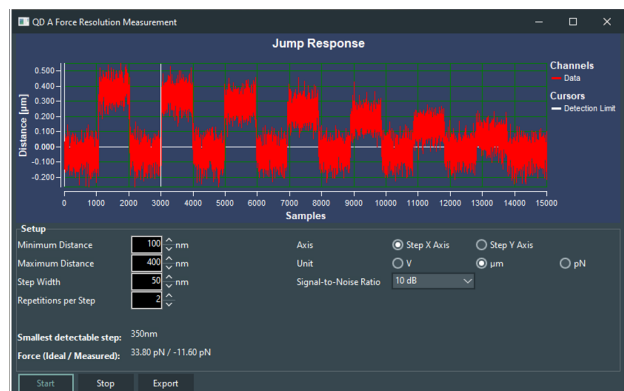 QD A Force Resolution Measurement
Jump Response
Channels
Data
Cursors
Detection Limit
Distance [µm]
0.500
0.400
0.300
0.200
0.100
0.000
-0.100
-0.200
0 1000 2000 3000 4000 5000 6000 7000 8000 9000 10000 11000 12000 13000 14000 15000
Samples
Setup
Minimum Distance 100 nm Axis Step X Axis Step Y Axis
Maximum Distance 400 nm Unit V µm pN
Step Width 50 nm Signal-to-Noise Ratio 10 dB
Repetitions per Step 2
Smallest detectable step: 350nm
Force (Ideal / Measured): 33.80 pN / -11.60 pN
Start Stop Export